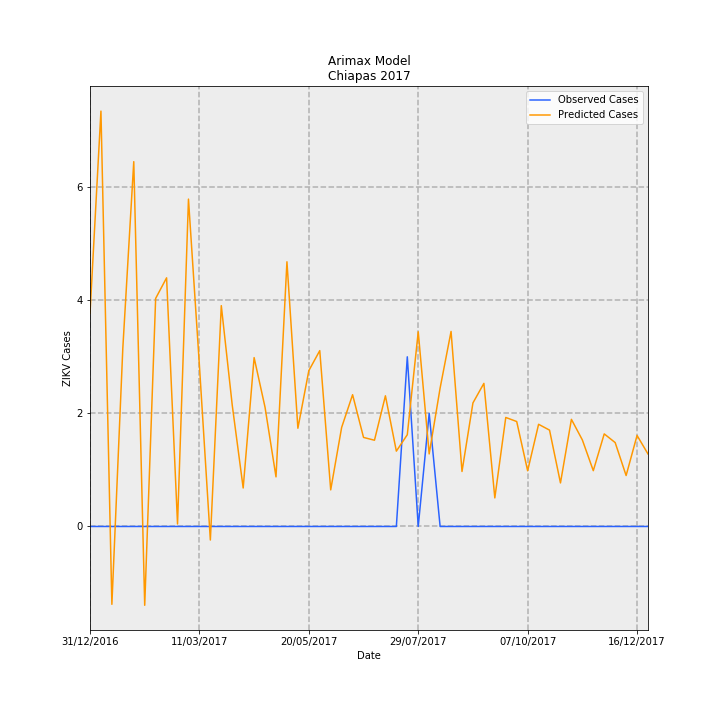 Arimax Model
Chiapas 2017
Observed Cases
Predicted Cases
ZIKV Cases
6
4
2
0
31/12/2016
11/03/2017
20/05/2017
29/07/2017
07/10/2017
16/12/2017
Date